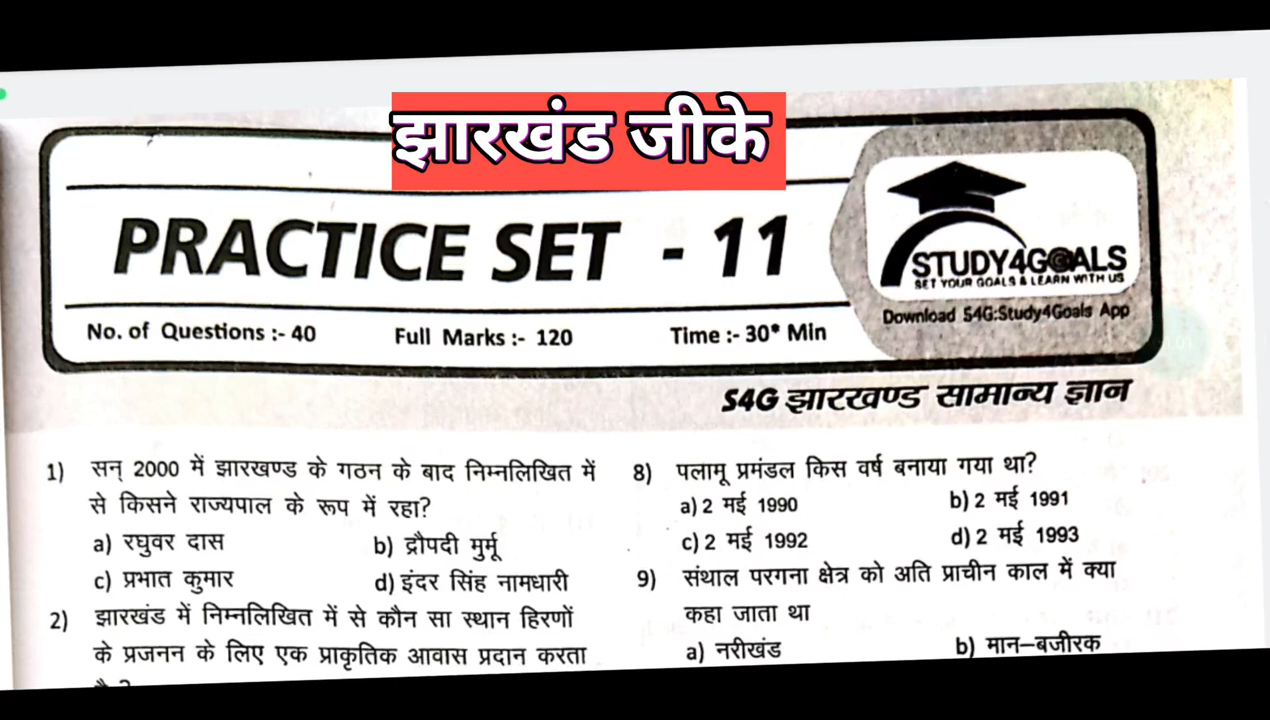 झारखंड जीके
PRACTICE SET - 11
STUDY4GOALS
SET YOUR GOALS & LEARN WITH US
Download S4G:Study4Goals App
No. of Questions :- 40 Full Marks :- 120 Time :- 30* Min
S4G झारखण्ड सामान्य ज्ञान
1) सन् 2000 में झारखण्ड के गठन के बाद निम्नलिखित में
से किसने राज्यपाल के रूप में रहा?
a) रघुवर दास b) द्रौपदी मुर्मू
c) प्रभात कुमार d) इंदर सिंह नामधारी
2) झारखंड में निम्नलिखित में से कौन सा स्थान हिरणों
के प्रजनन के लिए एक प्राकृतिक आवास प्रदान करता
8) पलामू प्रमंडल किस वर्ष बनाया गया था?
a) 2 मई 1990 b) 2 मई 1991
c) 2 मई 1992 d) 2 मई 1993
9) संथाल परगना क्षेत्र को अति प्राचीन काल में क्या
कहा जाता था
a) नरीखंड b) मान–बजीरक